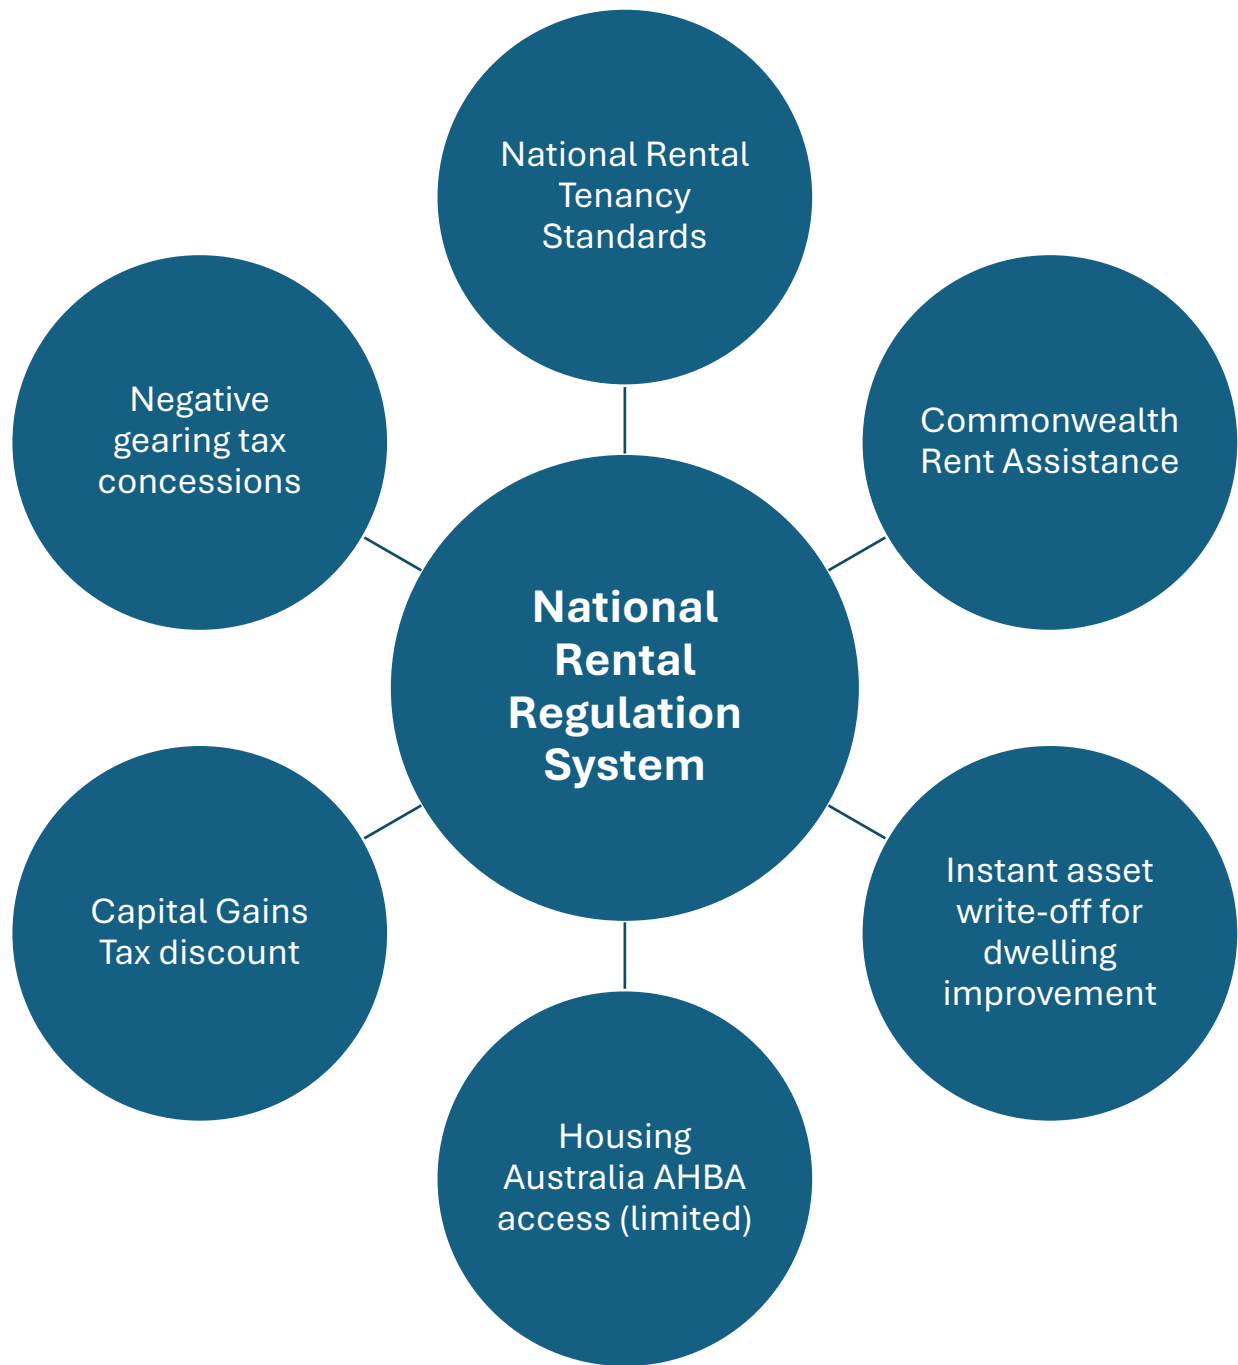 National Rental
Tenancy
Standards
Negative
gearing tax
concessions
Commonwealth
Rent Assistance
National
Rental
Regulation
System
Capital Gains
Tax discount
Instant asset
write-off for
dwelling
improvement
Housing
Australia AHBA
access (limited)